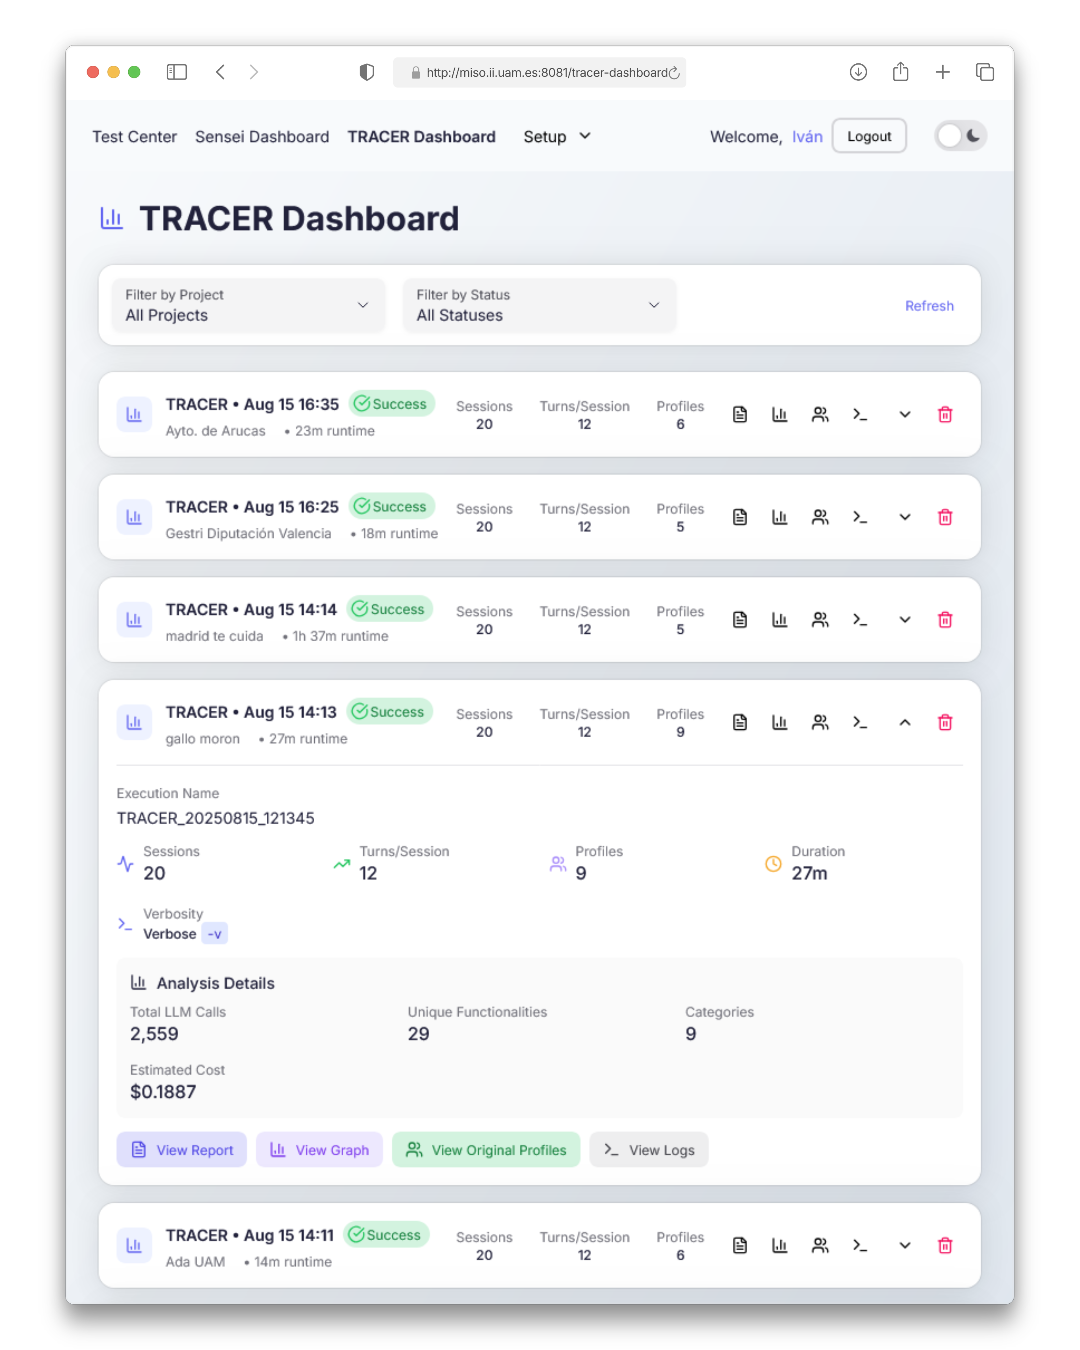 http://miso.ii.uam.es:8081/tracer-dashboard
Test Center Sensei Dashboard TRACER Dashboard Setup Welcome, Iván Logout
TRACER Dashboard
Filter by Project
All Projects
Filter by Status
All Statuses
Refresh
TRACER • Aug 15 16:35 Success
Ayto. de Arucas • 23m runtime
Sessions
20
Turns/Session
12
Profiles
6
TRACER • Aug 15 16:25 Success
Gestri Diputación Valencia • 18m runtime
Sessions
20
Turns/Session
12
Profiles
5
TRACER • Aug 15 14:14 Success
madrid te cuida • 1h 37m runtime
Sessions
20
Turns/Session
12
Profiles
5
TRACER • Aug 15 14:13 Success
gallo moron • 27m runtime
Sessions
20
Turns/Session
12
Profiles
9
Execution Name
TRACER_20250815_121345
Sessions
20
Turns/Session
12
Profiles
9
Duration
27m
Verbosity
Verbose -v
Analysis Details
Total LLM Calls
2,559
Unique Functionalities
29
Categories
9
Estimated Cost
$0.1887
View Report View Graph View Original Profiles View Logs
TRACER • Aug 15 14:11 Success
Ada UAM • 14m runtime
Sessions
20
Turns/Session
12
Profiles
6